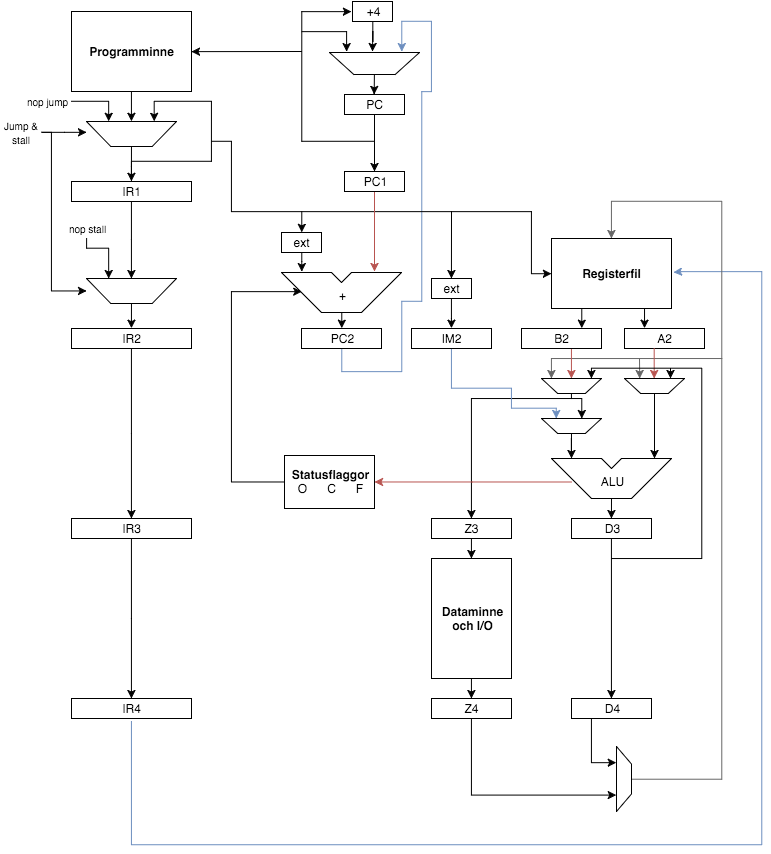 +4
Programminne
nop jump
PC
Jump &
stall
PC1
IR1
nop stall
ext
Registerfil
ext
+
IR2
PC2
IM2
B2
A2
Statusflaggor
O C F
ALU
IR3
Z3
D3
Dataminne
och I/O
IR4
Z4
D4